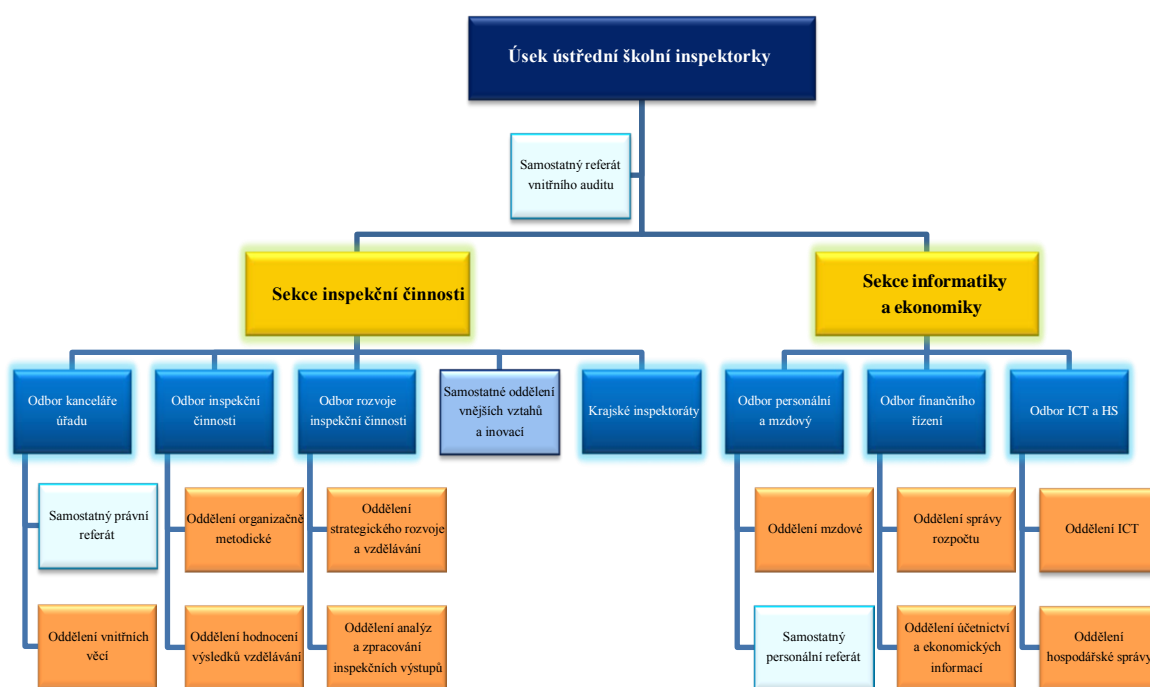 Úsek ústřední školní inspektorky
Samostatný referát
vnitřního auditu
Sekce inspekční činnosti
Sekce informatiky
a ekonomiky
Odbor kanceláře
úřadu
Odbor inspekční
činnosti
Odbor rozvoje
inspekční činnosti
Samostatné oddělení
vnějších vztahů
a inovací
Krajské inspektoráty
Odbor personální
a mzdový
Odbor finančního
řízení
Odbor ICT a HS
Samostatný právní
referát
Oddělení organizačně
metodické
Oddělení
strategického rozvoje
a vzdělávání
Oddělení mzdové
Oddělení správy
rozpočtu
Oddělení ICT
Oddělení vnitřních
věcí
Oddělení hodnocení
výsledků vzdělávání
Oddělení analýz
a zpracování
inspekčních výstupů
Samostatný
personální referát
Oddělení účetnictví
a ekonomických
informací
Oddělení
hospodářské správy